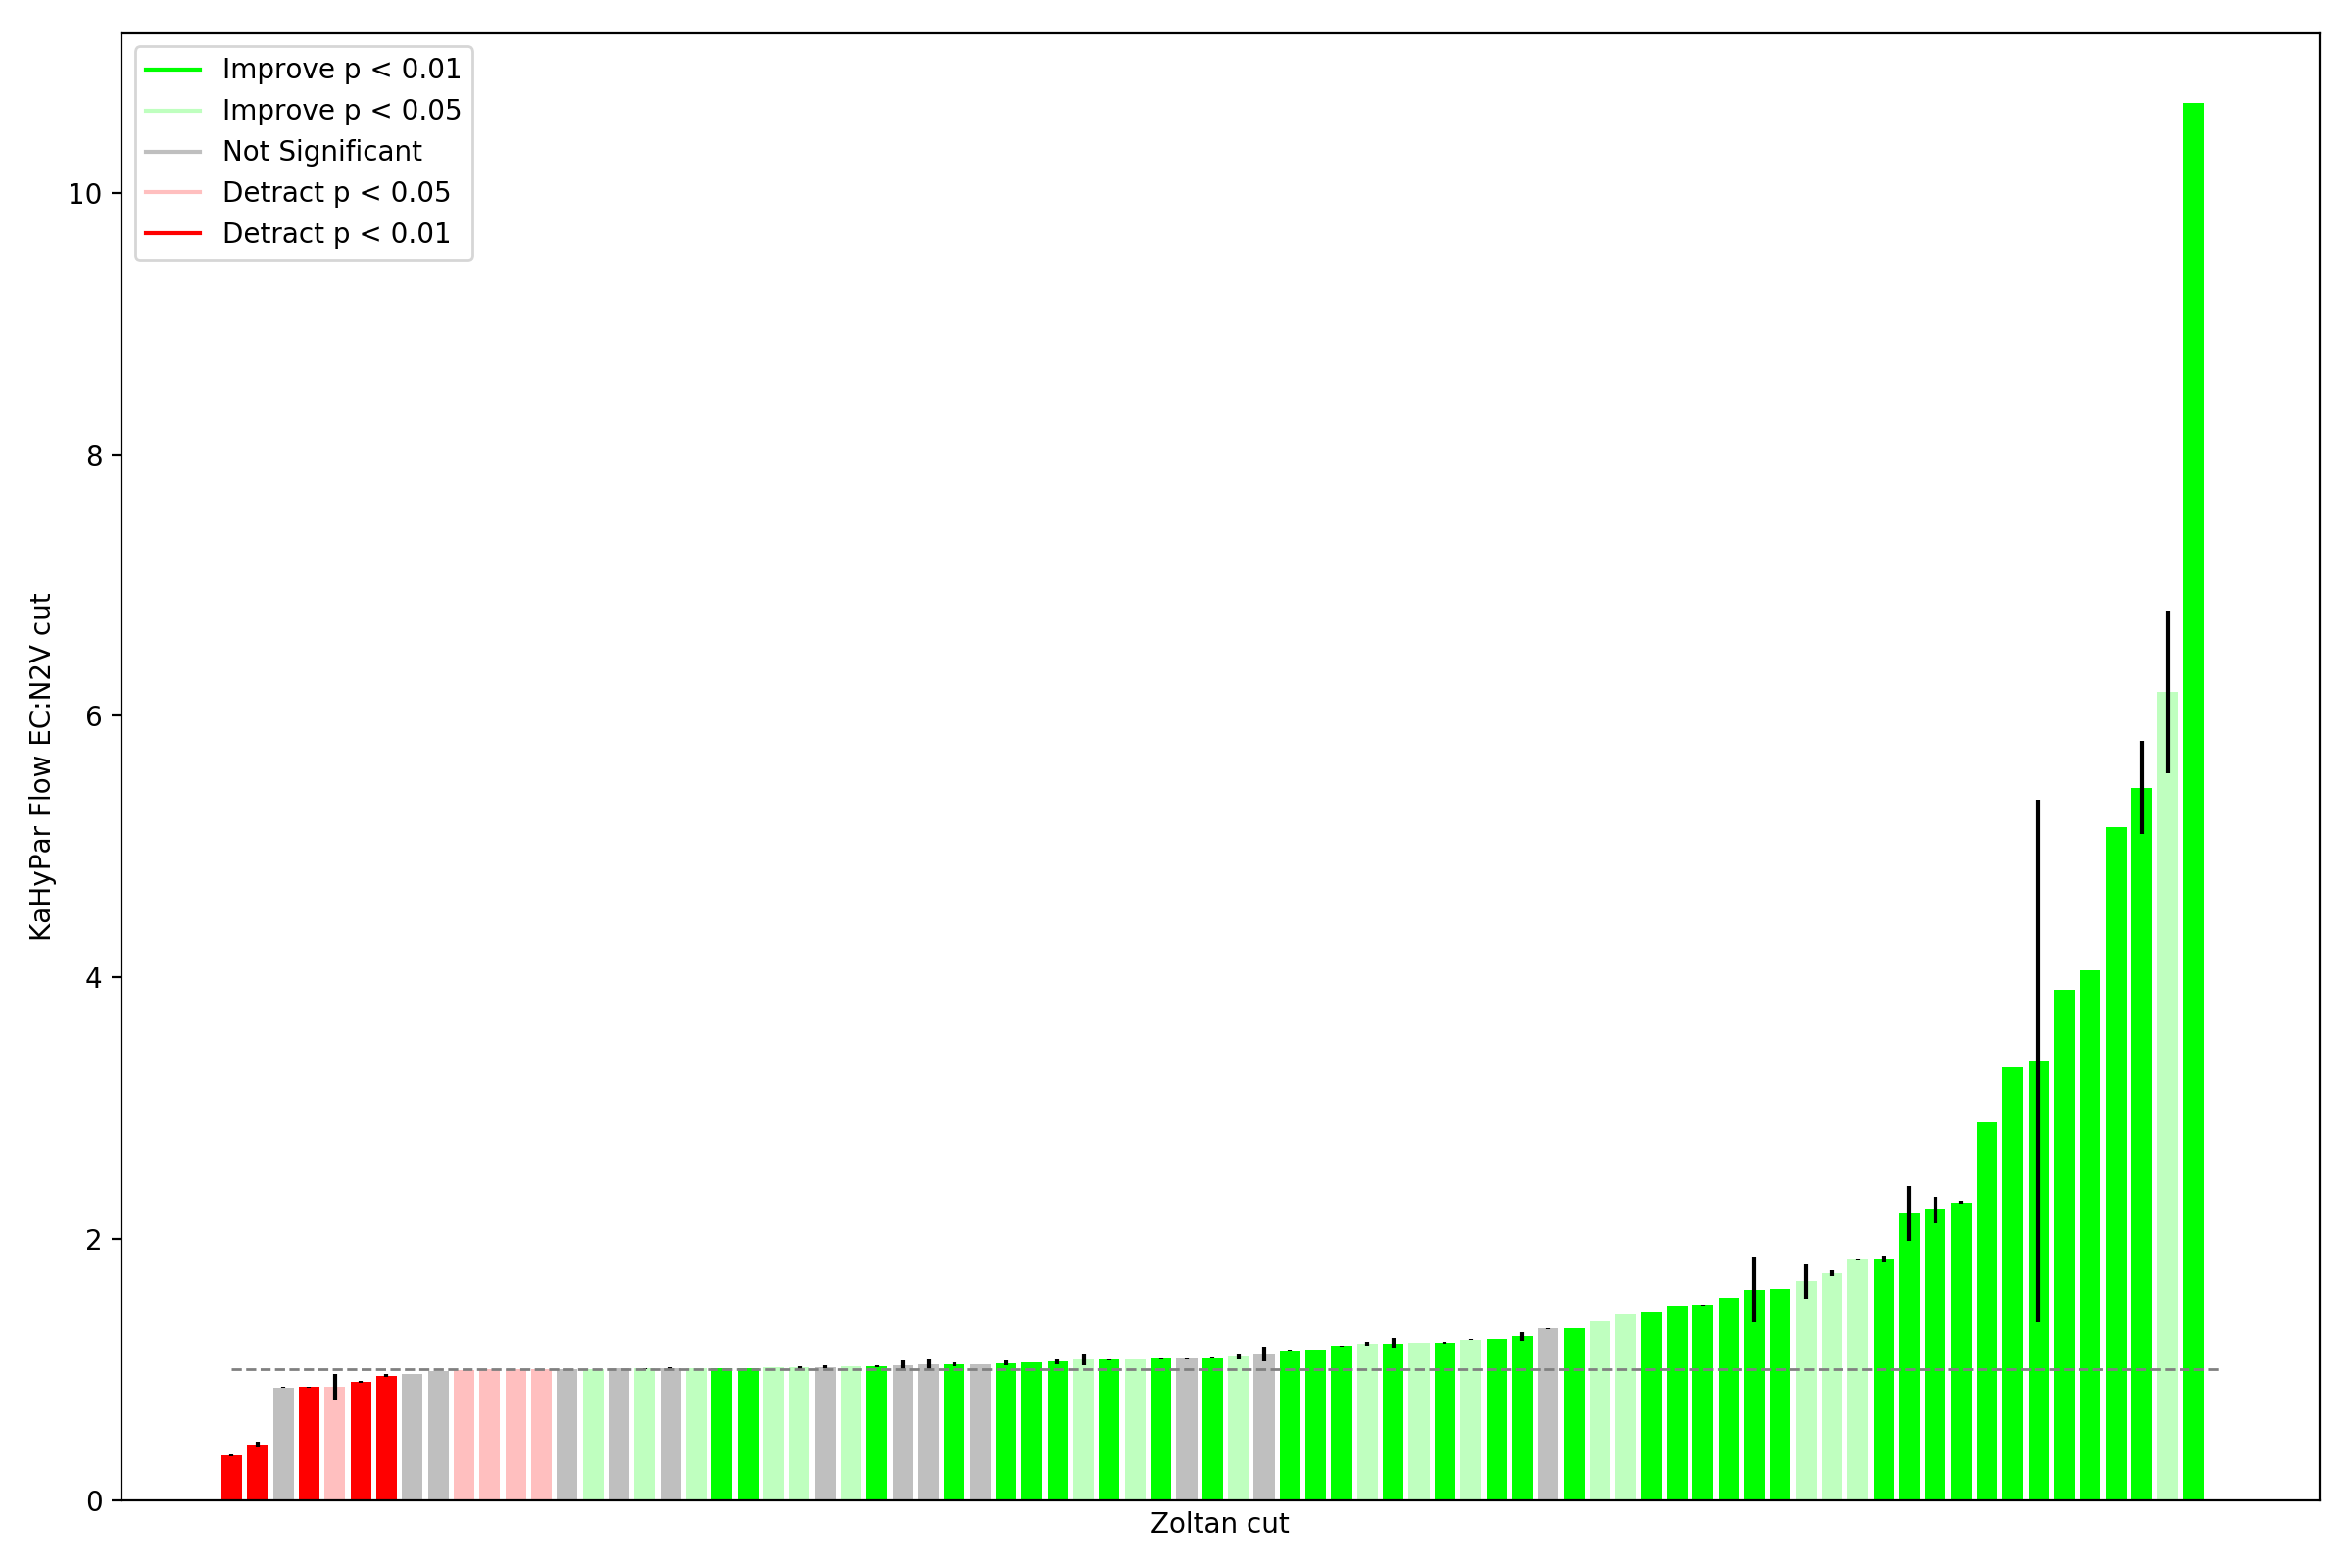 Improve p < 0.01
Improve p < 0.05
Not Significant
Detract p < 0.05
Detract p < 0.01
10
8
6
4
2
0
KaHyPar Flow EC:N2V cut
Zoltan cut